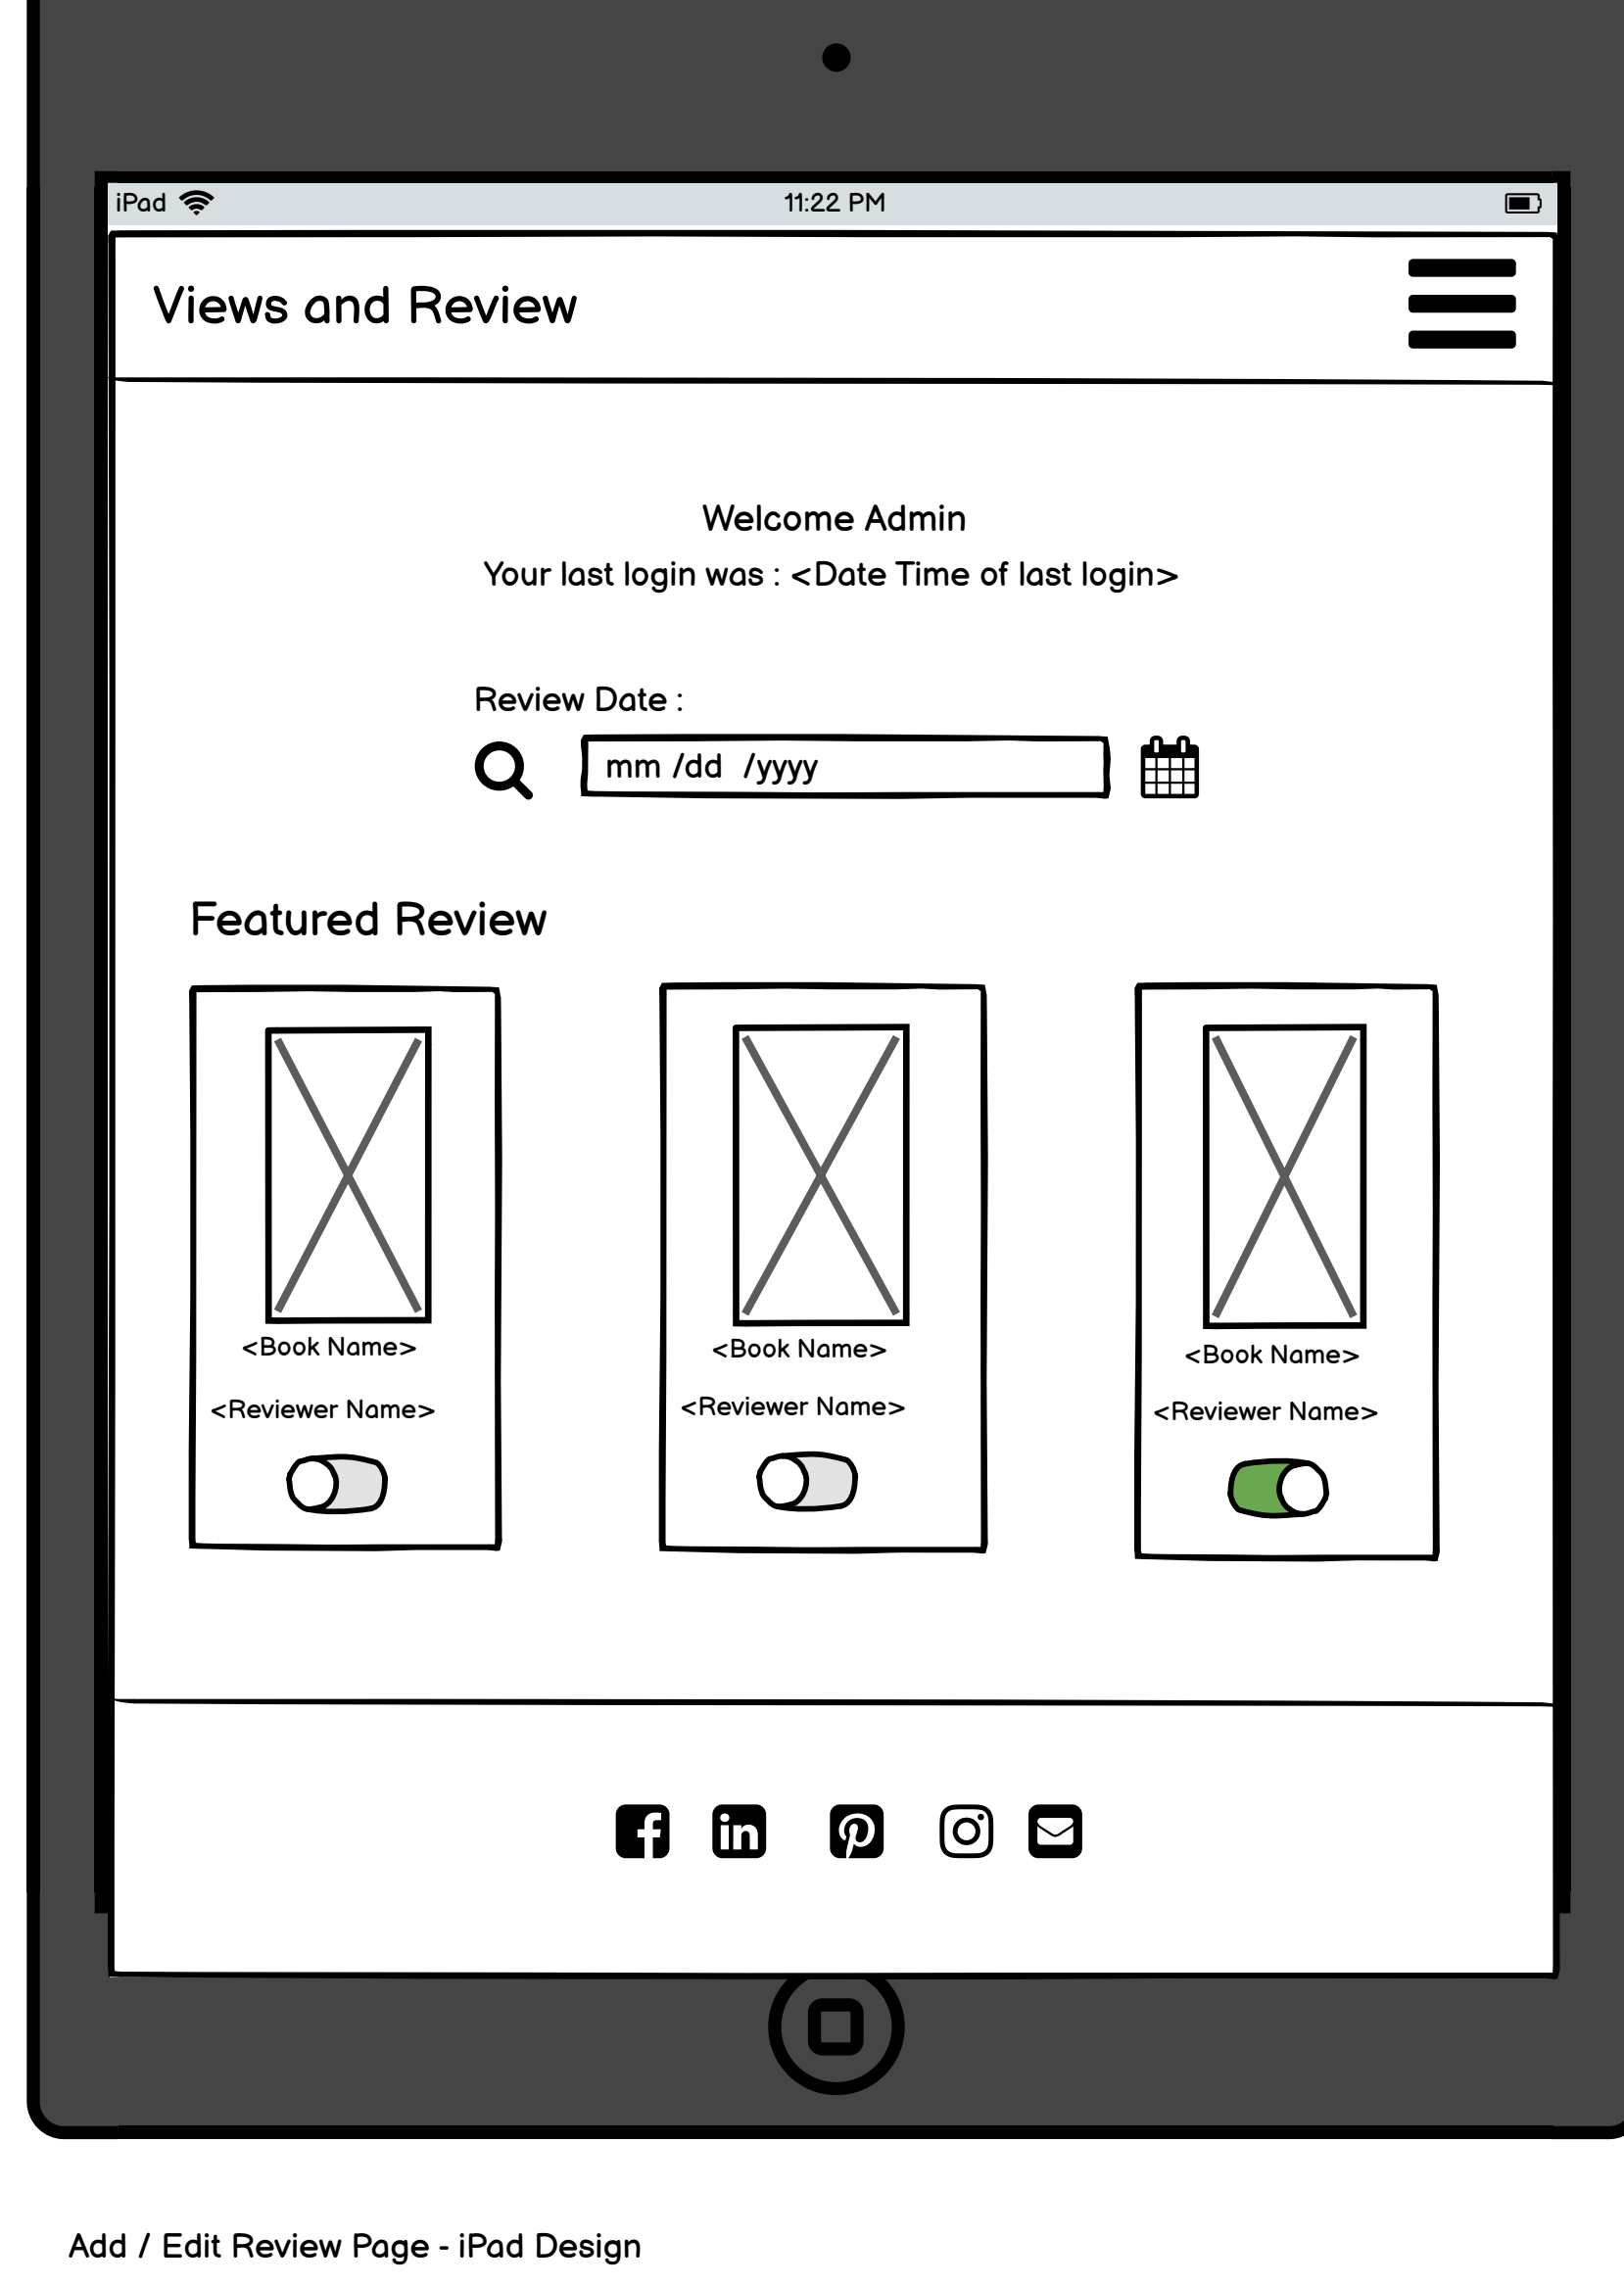 iPad 11:22 PM
Views and Review
Welcome Admin
Your last login was : <Date Time of last login>
Review Date :
mm /dd /yyyy
Featured Review
<Book Name> <Book Name> <Book Name>
<Reviewer Name> <Reviewer Name> <Reviewer Name>
Add / Edit Review Page - iPad Design